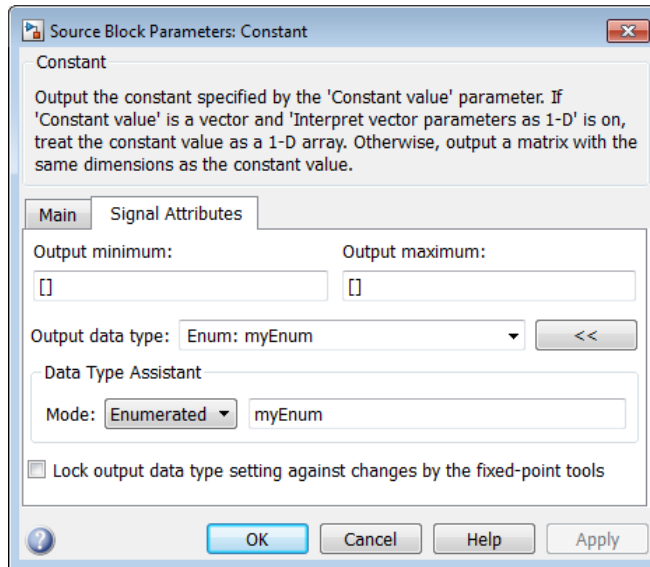 Source Block Parameters: Constant
Constant
Output the constant specified by the 'Constant value' parameter. If
'Constant value' is a vector and 'Interpret vector parameters as 1-D' is on,
treat the constant value as a 1-D array. Otherwise, output a matrix with the
same dimensions as the constant value.
Main Signal Attributes
Output minimum: Output maximum:
[] []
Output data type: Enum: myEnum <<
Data Type Assistant
Mode: Enumerated myEnum
Lock output data type setting against changes by the fixed-point tools
? OK Cancel Help Apply